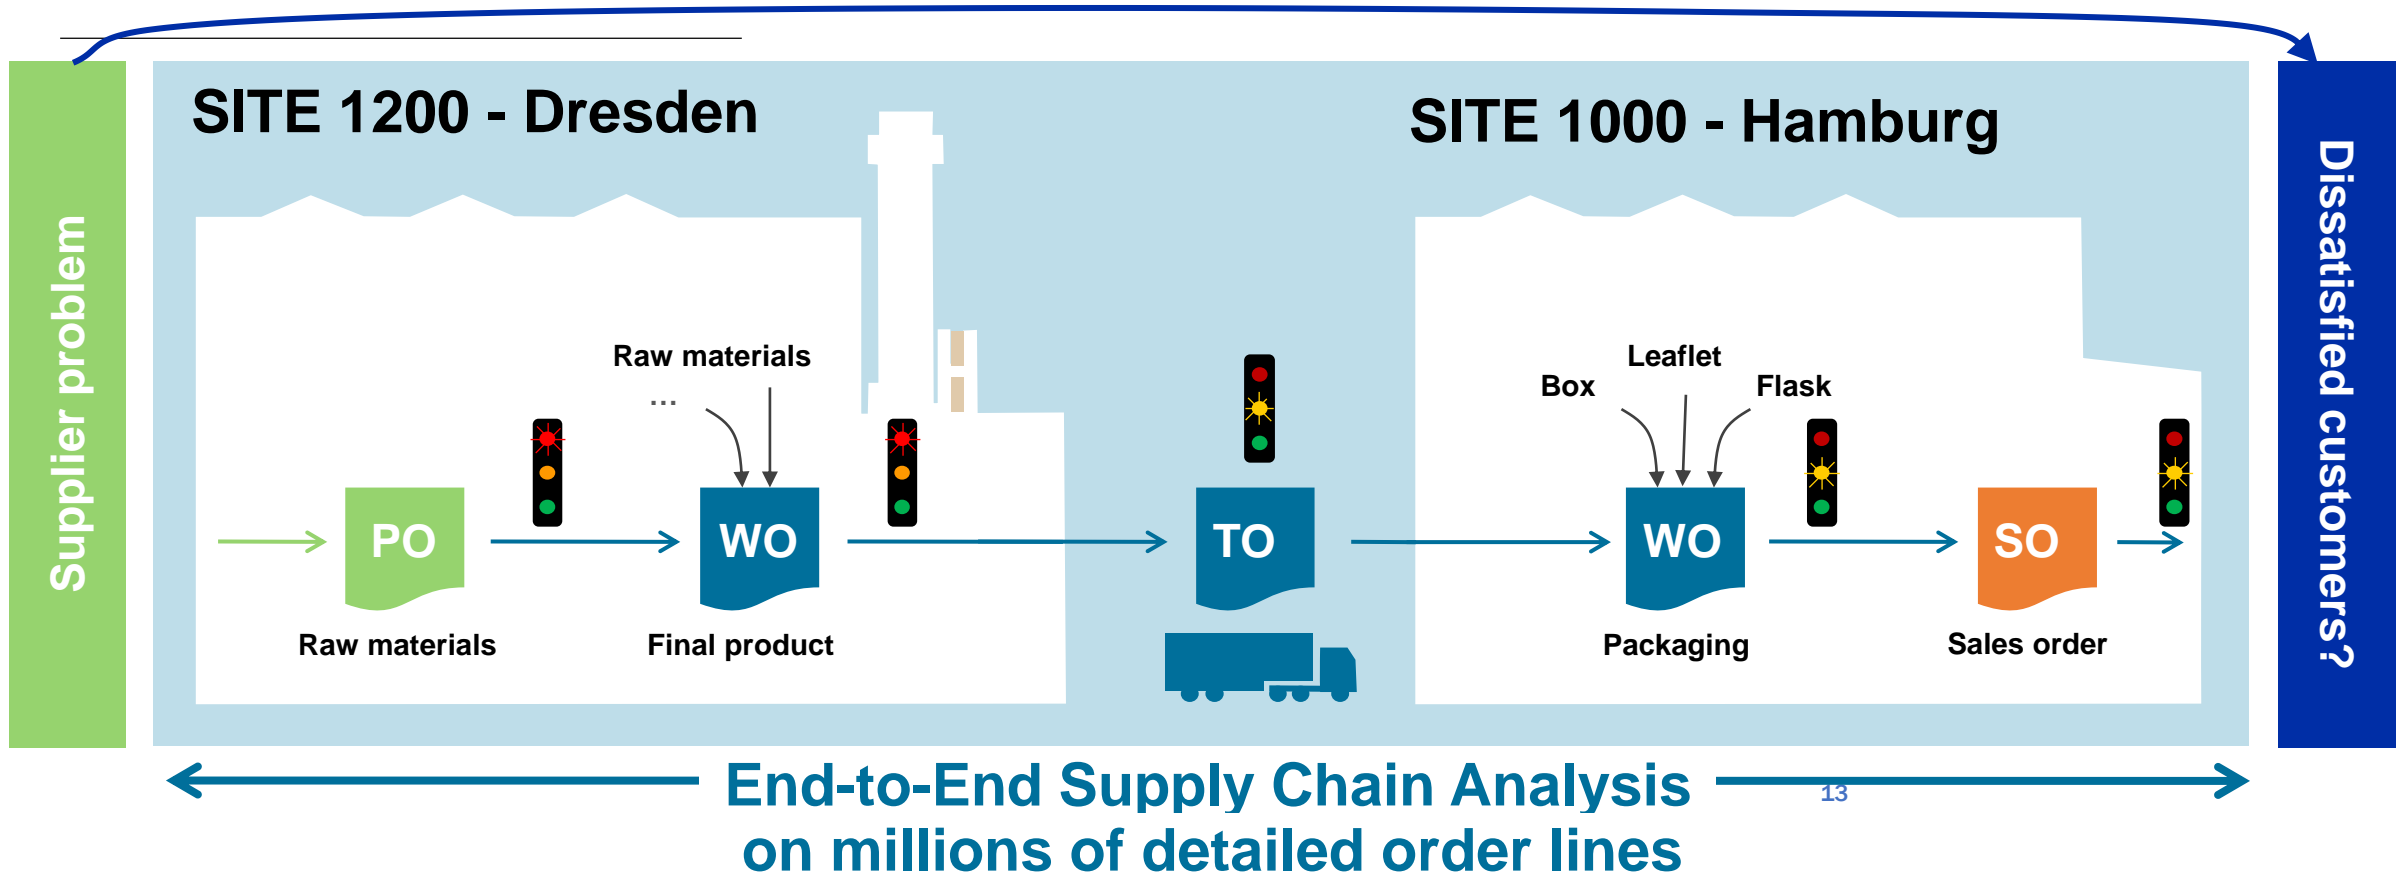 SITE 1200 - Dresden
SITE 1000 - Hamburg
Supplier problem
Dissatisfied customers?
Raw materials
...
Leaflet
Box
Flask
PO
WO
TO
WO
SO
Raw materials
Final product
Packaging
Sales order
End-to-End Supply Chain Analysis
13
on millions of detailed order lines